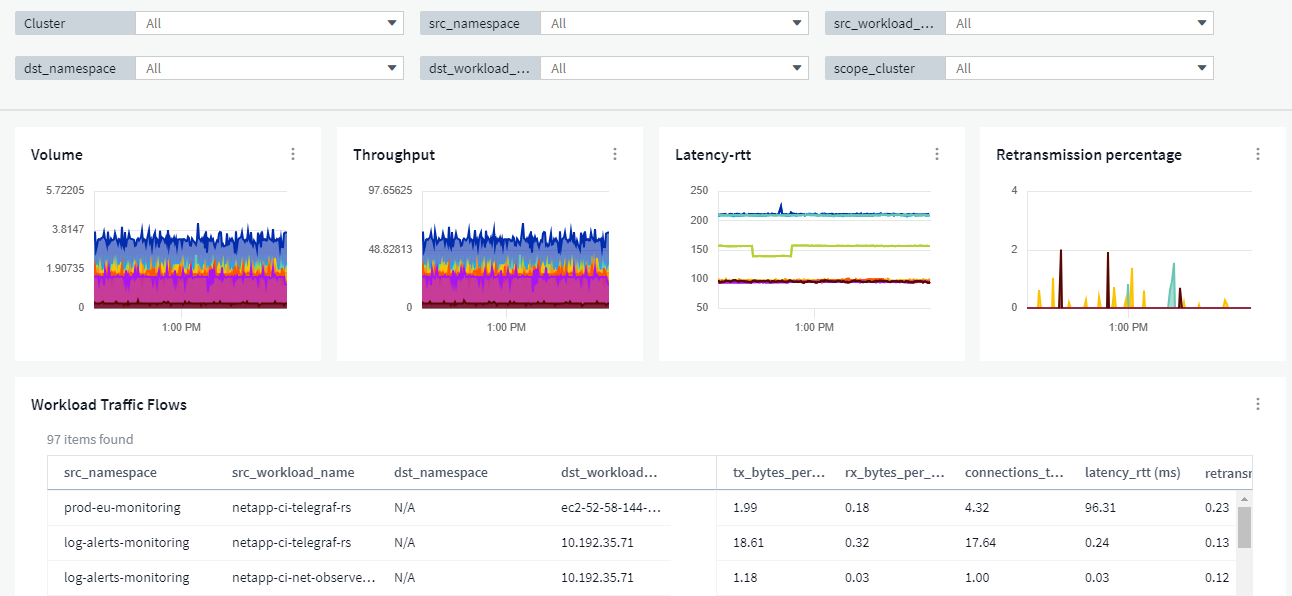 Cluster All src_namespace All src_workload_... All
dst_namespace All dst_workload_... All scope_cluster All
Volume
5.72205
3.8147
1.90735
0
1:00 PM
Throughput
97.65625
48.82813
0
1:00 PM
Latency-rtt
250
200
150
100
50
1:00 PM
Retransmission percentage
4
2
0
1:00 PM
Workload Traffic Flows
97 items found
src_namespace src_workload_name dst_namespace dst_workload... tx_bytes_per... rx_bytes_per_... connections_t... latency_rtt (ms) retransr
prod-eu-monitoring netapp-ci-telegraf-rs N/A ec2-52-58-144-... 1.99 0.18 4.32 96.31 0.23
log-alerts-monitoring netapp-ci-telegraf-rs N/A 10.192.35.71 18.61 0.32 17.64 0.24 0.13
log-alerts-monitoring netapp-ci-net-observe... N/A 10.192.35.71 1.18 0.03 1.00 0.03 0.12